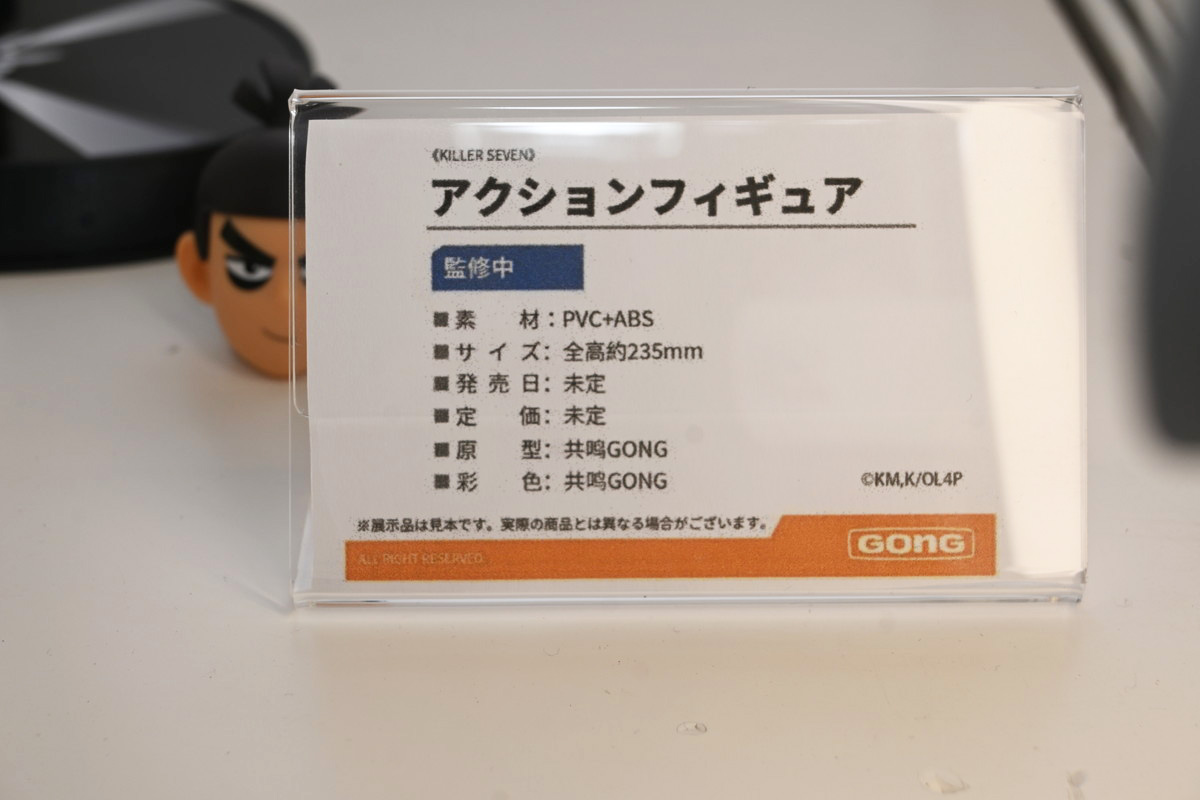 《KILLER SEVEN》
アクションフィギュア
監修中
■素　　材：PVC+ABS
■サ イ ズ：全高約235mm
■発 売 日：未定
■定　　価：未定
■原　　型：共鸣GONG
■彩　　色：共鸣GONG
©KM,K/OL4P
※展示品は見本です。実際の商品とは異なる場合がございます。
ALL RIGHT RESERVED.
GONG